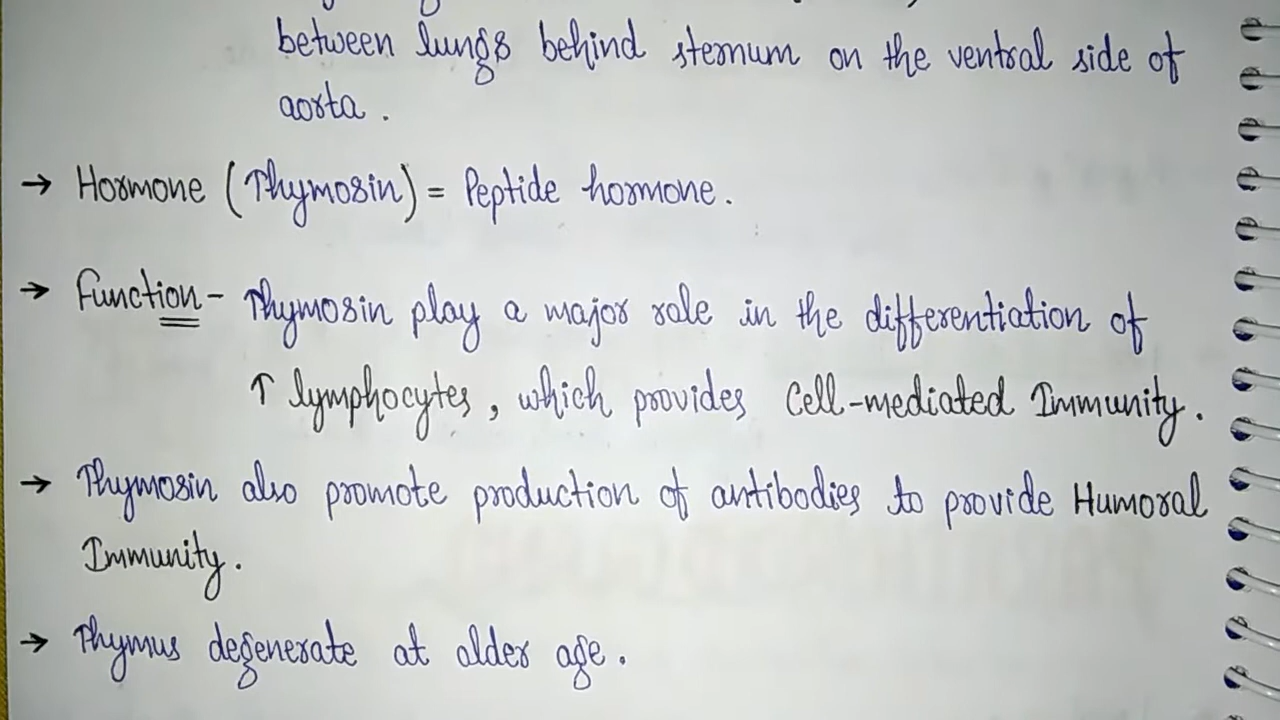 between lungs behind sternum on the ventral side of
aorta.
→ Hormone (Thymosin) = Peptide hormone.
→ Function - Thymosin play a major role in the differentiation of
T lymphocytes, which provides Cell-mediated Immunity.
→ Thymosin also promote production of antibodies to provide Humoral
Immunity.
→ Thymus degenerate at older age.